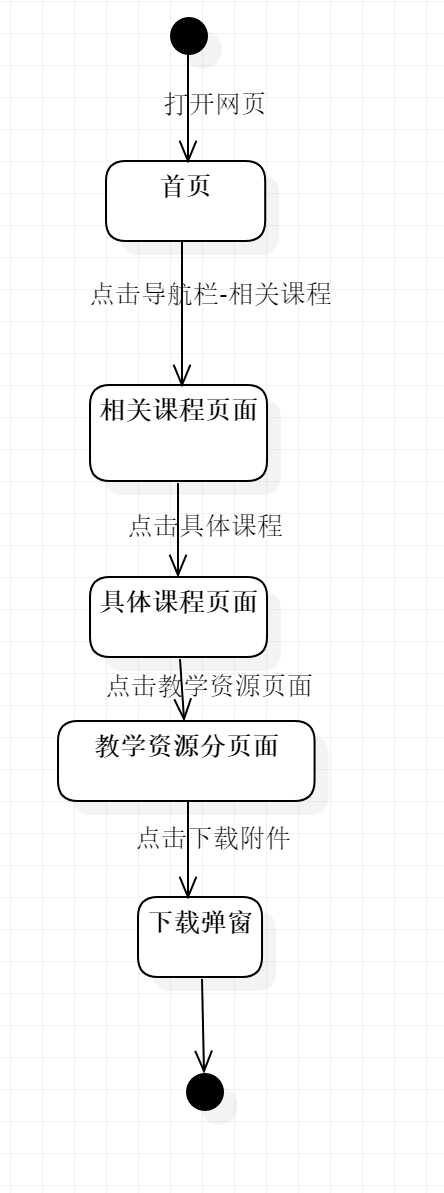 打开网页
首页
点击导航栏-相关课程
相关课程页面
点击具体课程
具体课程页面
点击教学资源页面
教学资源分页面
点击下载附件
下载弹窗